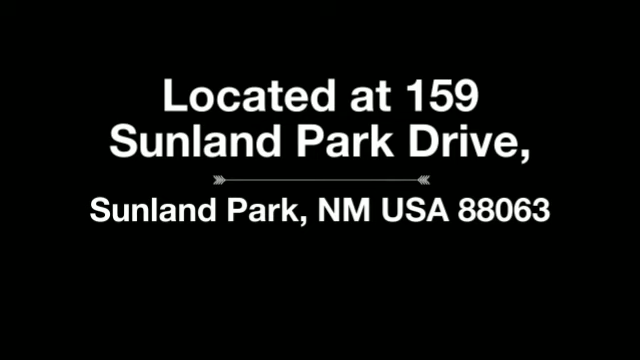 Located at 159
Sunland Park Drive,
Sunland Park, NM USA 88063